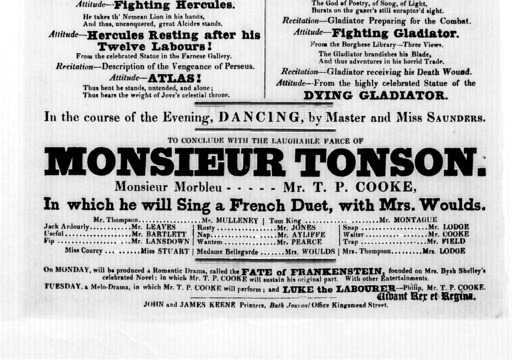 Attitude—Fighting Hercules.
He takes th' Nemean Lion in his hands,
And thus, unconquered, great Alcides stands.
Attitude—Hercules Resting after his
Twelve Labours!
From the celebrated Statue in the Farnese Gallery.
Recitation—Description of the Vengeance of Perseus.
Attitude—ATLAS!
Thus bent he stands, untended, and alone;
Thus bears the weight of Jove's celestial throne.
The God of Poetry, of Song, of Light,
Bursts on the gazer's still enraptur'd sight.
Recitation—Gladiator Preparing for the Combat.
Attitude—Fighting Gladiator.
From the Borghese Library—Three Views.
The Gladiator brandishes his Blade,
And thus adventures in his horrid Trade.
Recitation—Gladiator receiving his Death Wound.
Attitude—From the highly celebrated Statue of the
DYING GLADIATOR.
In the course of the Evening, DANCING, by Master and Miss SAUNDERS.
TO CONCLUDE WITH THE LAUGHABLE FARCE OF
MONSIEUR TONSON.
Monsieur Morbleu - - - - - Mr. T. P. COOKE,
In which he will Sing a French Duet, with Mrs. Woulds.
Mr. Thompson......Mr. MULLENEY | Tom King......Mr. MONTAGUE
Jack Ardourly......Mr. LEAVES | Rusty......Mr. JONES | Snap......Mr. LODGE
Useful......Mr. BARTLETT | Nap......Mr. AYLIFFE | Waiter......Mr. COOKE
Fip......Mr. LANSDOWN | Wantem......Mr. PEARCE | Trap......Mr. FIELD
Miss Courcy......Miss STUART | Madame Bellegarde......Mrs. WOULDS | Mrs. Thompson......Mrs. LODGE
On MONDAY, will be produced a Romantic Drama, called the FATE of FRANKENSTEIN, founded on Mrs. Bysh Shelley's
celebrated Novel; in which Mr. T. P. COOKE will sustain his original part. With other Entertainments.
TUESDAY, a Melo-Drama, in which Mr. T. P. COOKE will perform; and LUKE the LABOURER—Philip, Mr. T. P. COOKE.
Vivant Rex et Regina.
JOHN and JAMES KEENE Printers, Bath Journal Office Kingsmead Street.